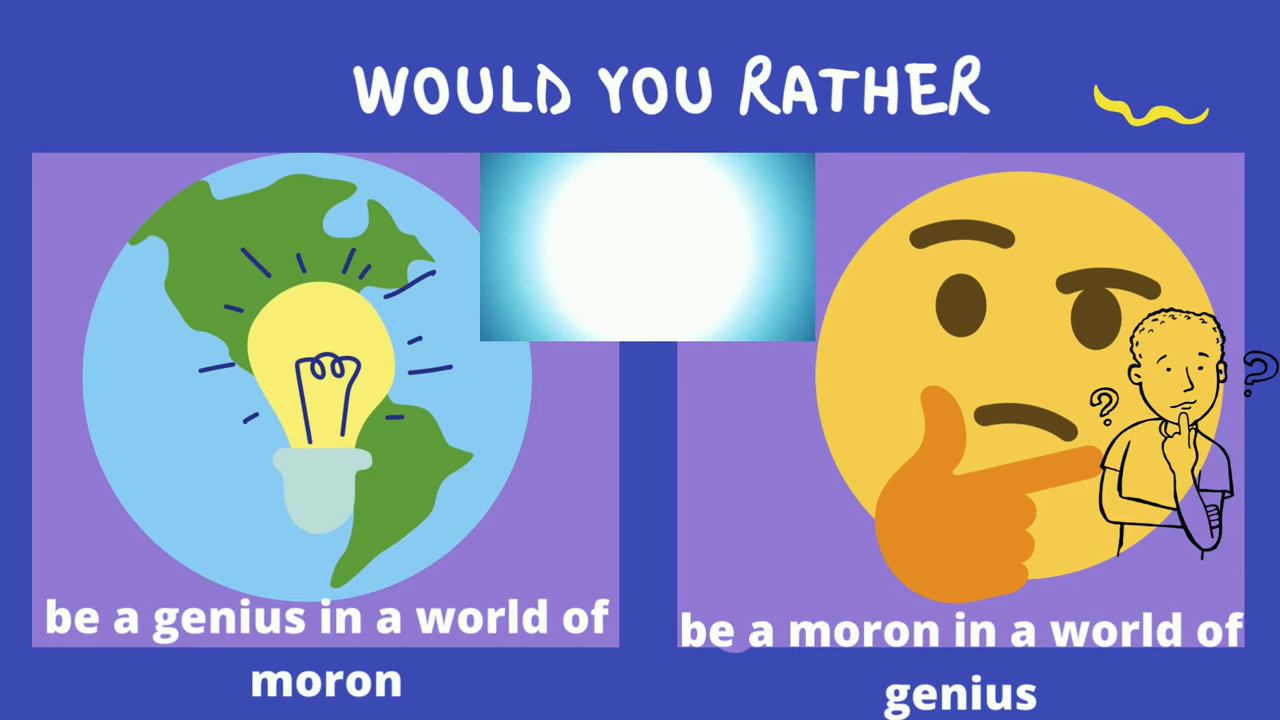 WOULD YOU RATHER
be a genius in a world of
moron
be a moron in a world of
genius
? ?